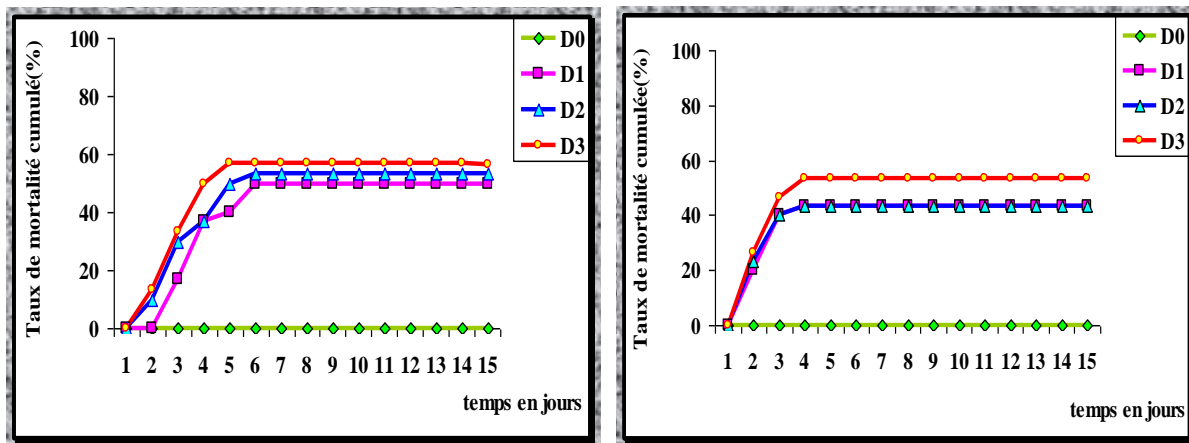 Taux de mortalité cumulé(%)
100
80
60
40
20
0
1 2 3 4 5 6 7 8 9 10 11 12 13 14 15
temps en jours
D0
D1
D2
D3
Taux de mortalité cumulée(%)
100
80
60
40
20
0
1 2 3 4 5 6 7 8 9 10 11 12 13 14 15
temps en jours
D0
D1
D2
D3